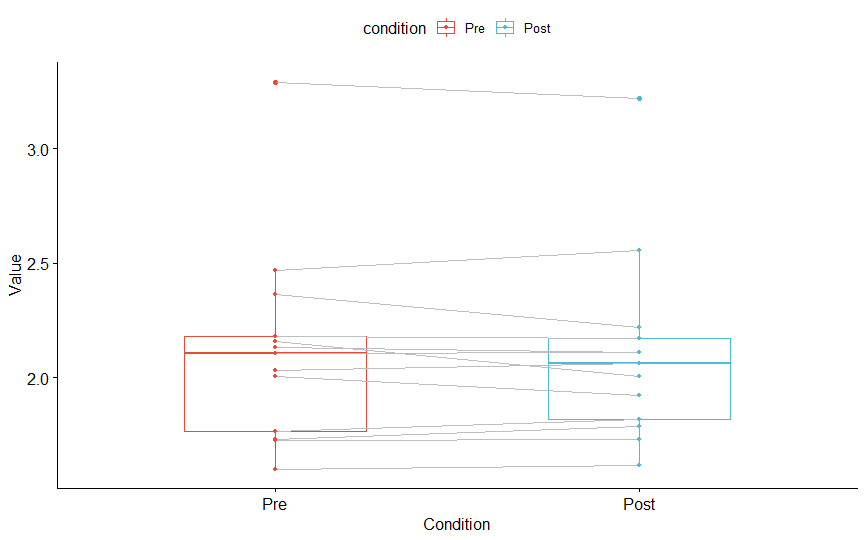 condition Pre Post
3.0
2.5
2.0
Value
Pre Post
Condition